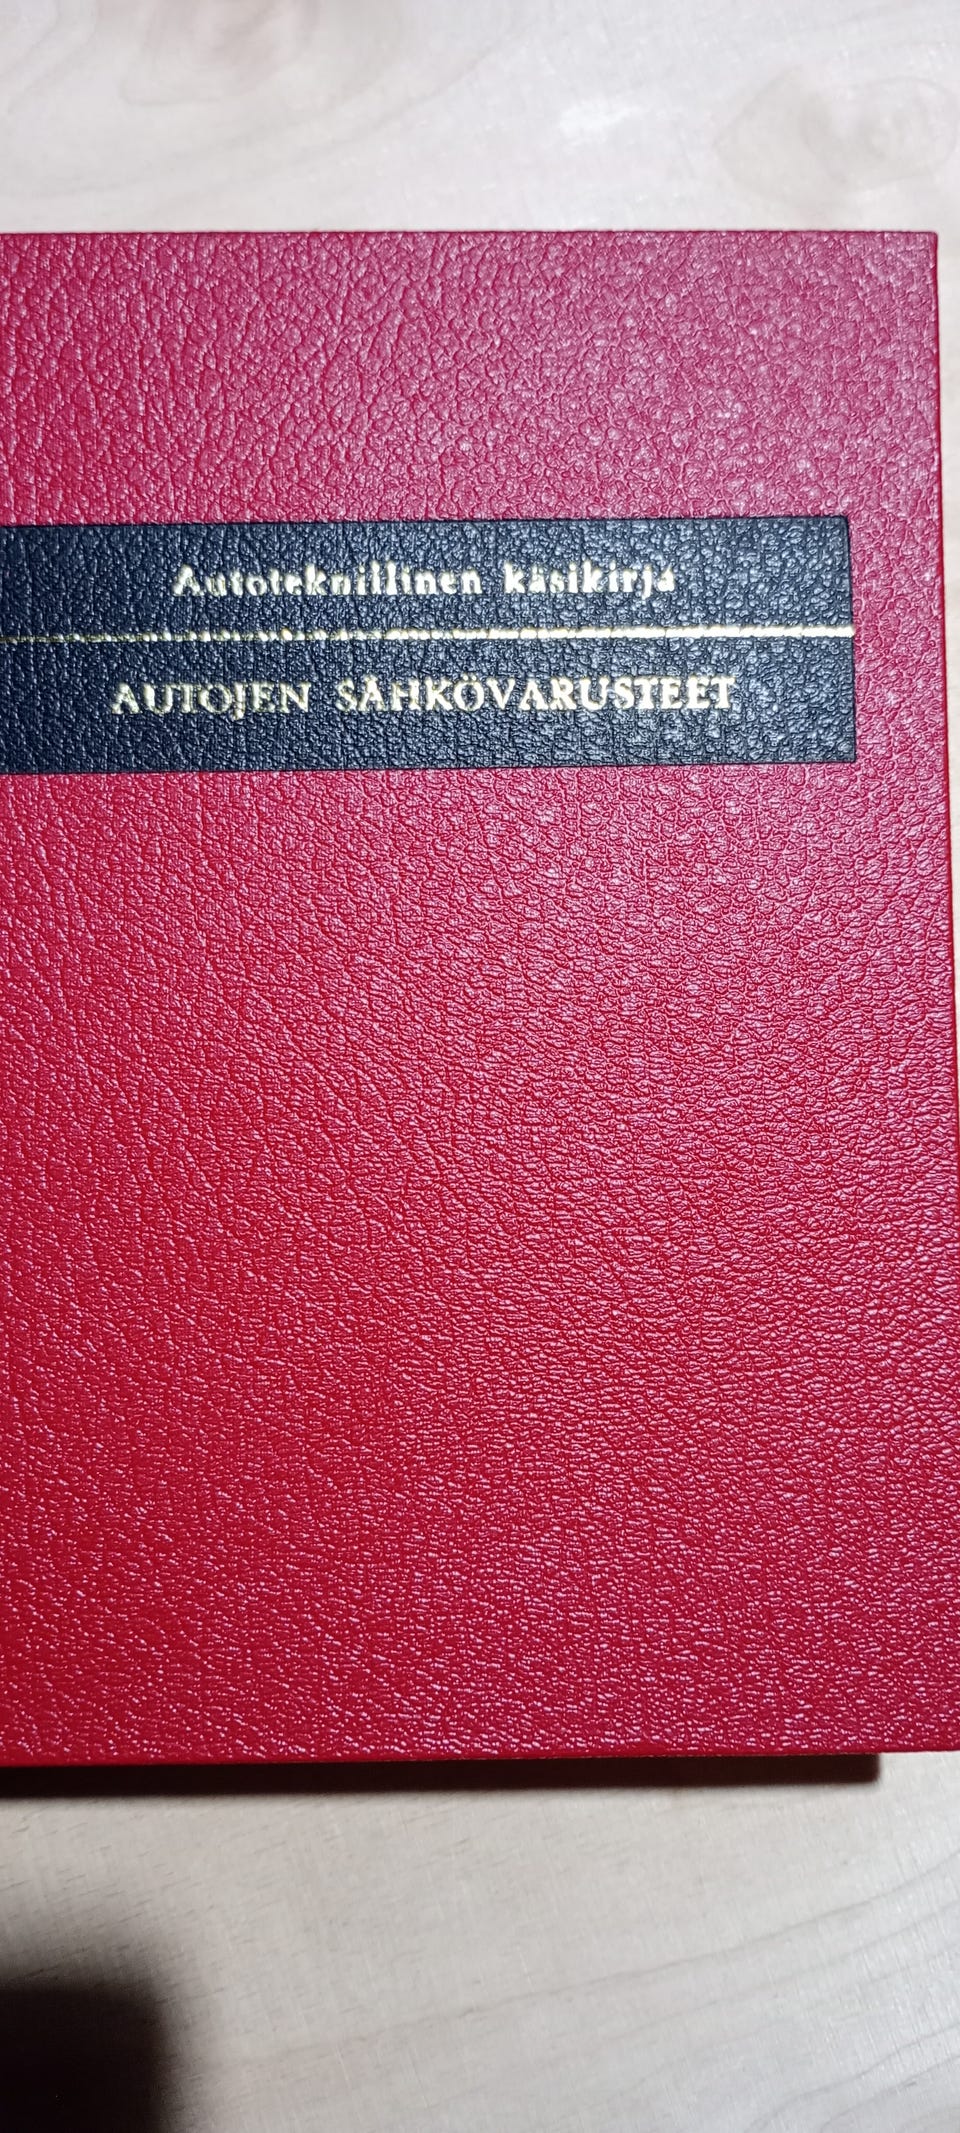 Autoteknillinen käsikirja
AUTOJEN SÄHKÖVARUSTEET